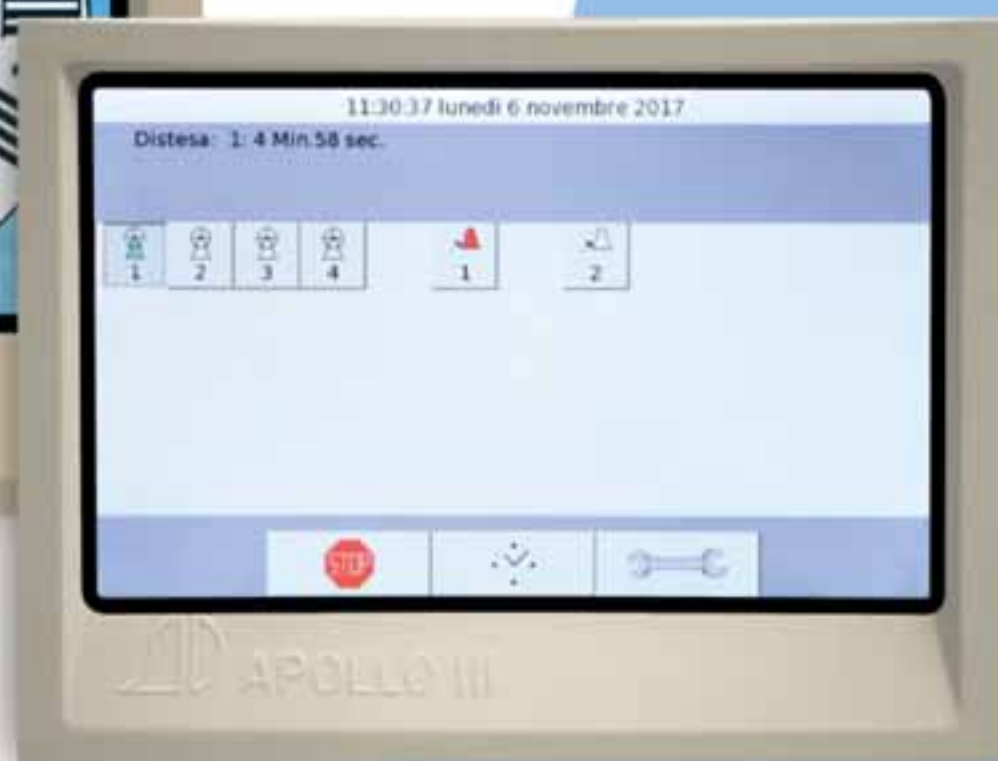 11:30:37 lunedì 6 novembre 2017
Distesa: 1: 4 Min.58 sec.
1 2 3 4 1 2
STOP
APOLLO III